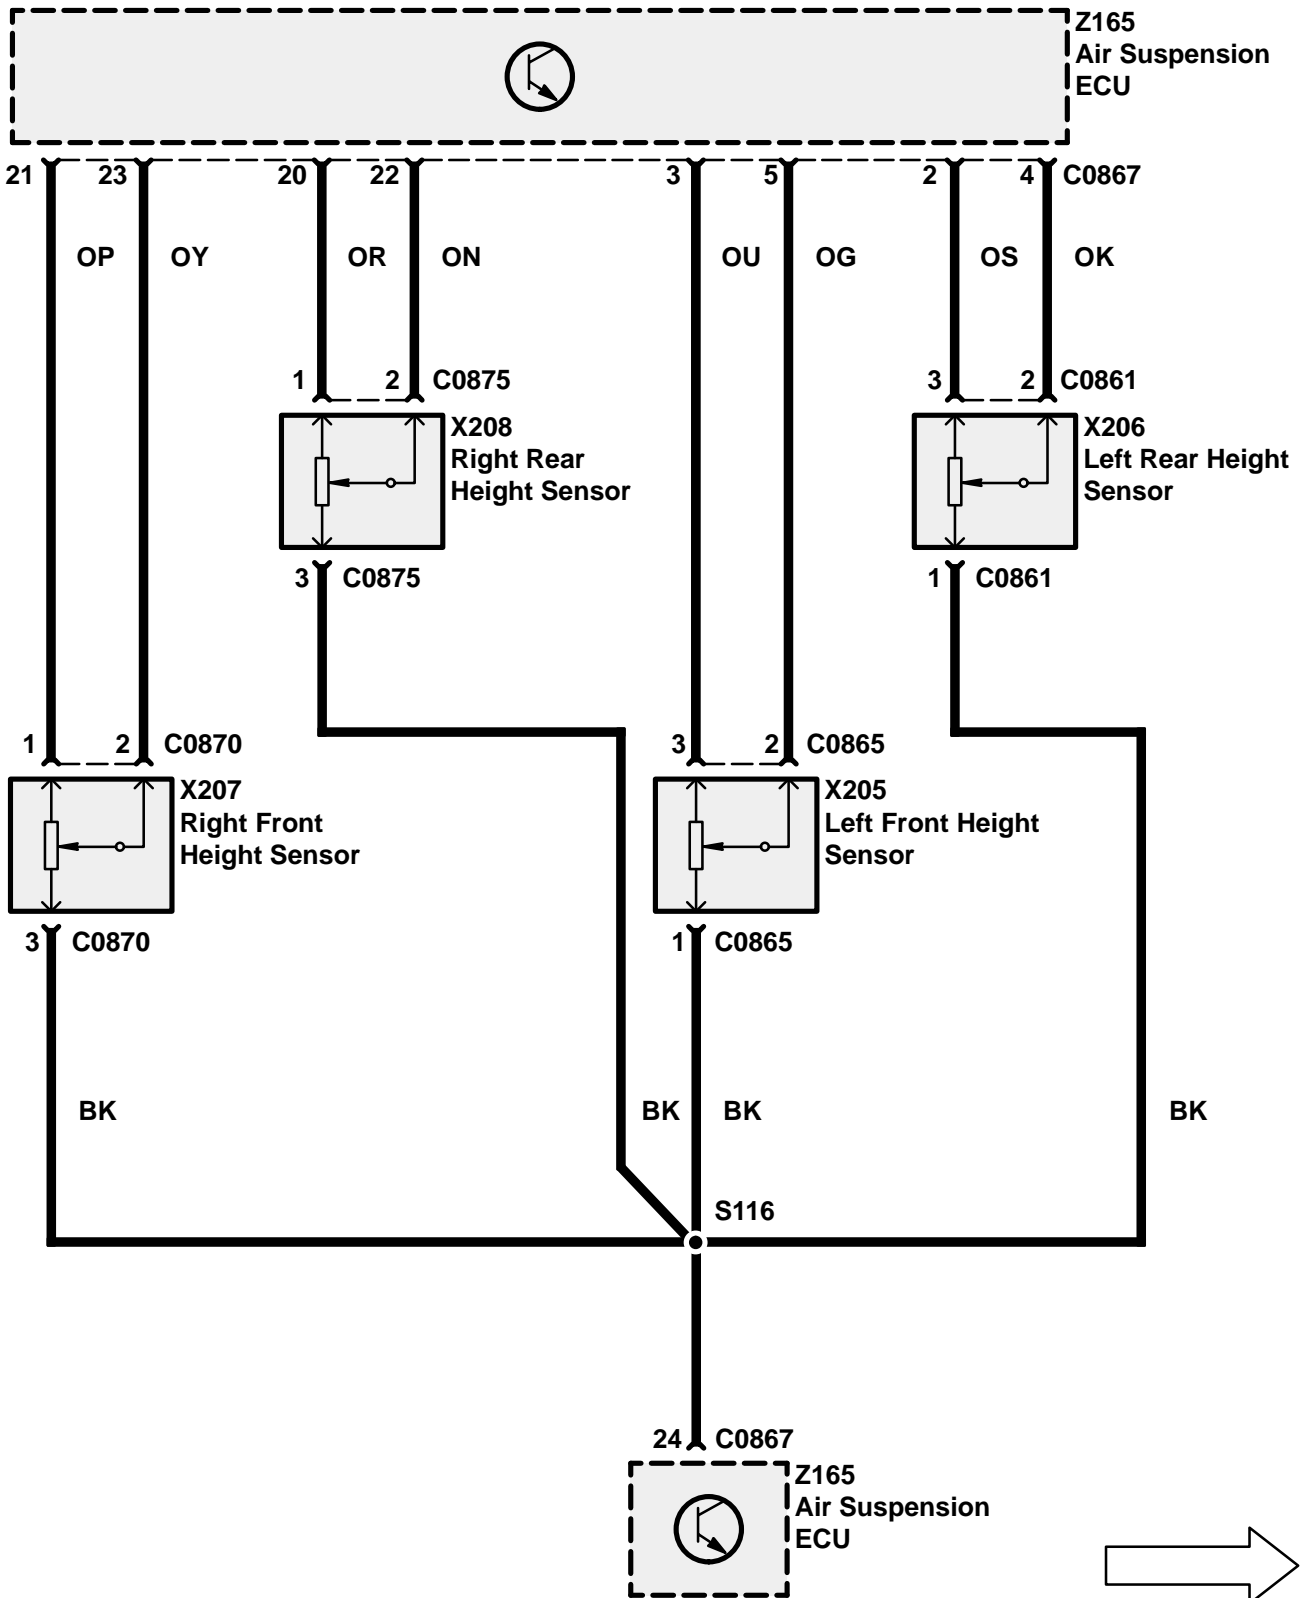 Z165
Air Suspension
ECU
21 23 20 22 3 5 2 4 C0867
OP OY OR ON OU OG OS OK
1 2 C0875 3 2 C0861
X208
Right Rear
Height Sensor
X206
Left Rear Height
Sensor
3 C0875 1 C0861
1 2 C0870 3 2 C0865
X207
Right Front
Height Sensor
X205
Left Front Height
Sensor
3 C0870 1 C0865
BK BK BK BK
S116
24 C0867
Z165
Air Suspension
ECU